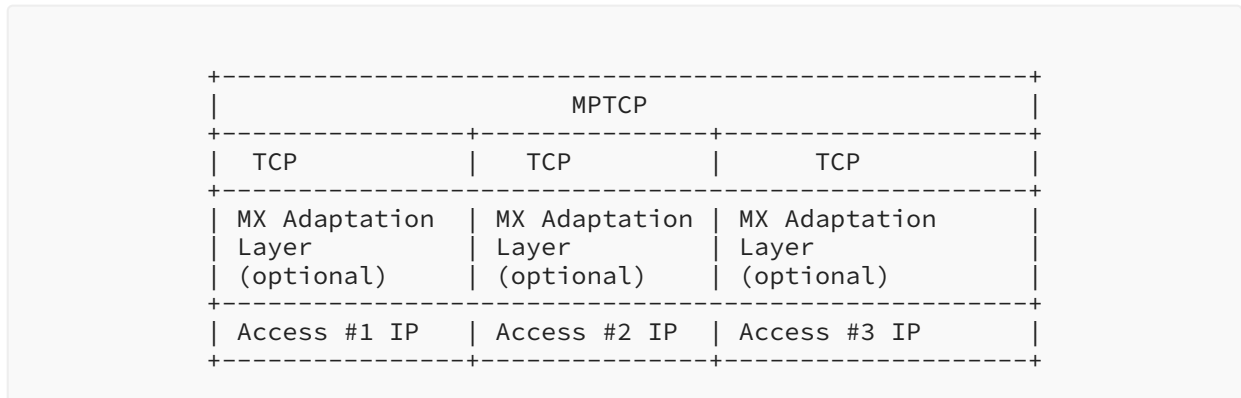 +-----------------------------------------------------+
|                       MPTCP                         |
+----------------+---------------+--------------------+
|  TCP           |   TCP         |      TCP           |
+-----------------------------------------------------+
| MX Adaptation  | MX Adaptation | MX Adaptation      |
| Layer          | Layer         | Layer              |
| (optional)     | (optional)    | (optional)         |
+----------------+---------------+--------------------+
| Access #1 IP   | Access #2 IP  | Access #3 IP       |
+----------------+---------------+--------------------+